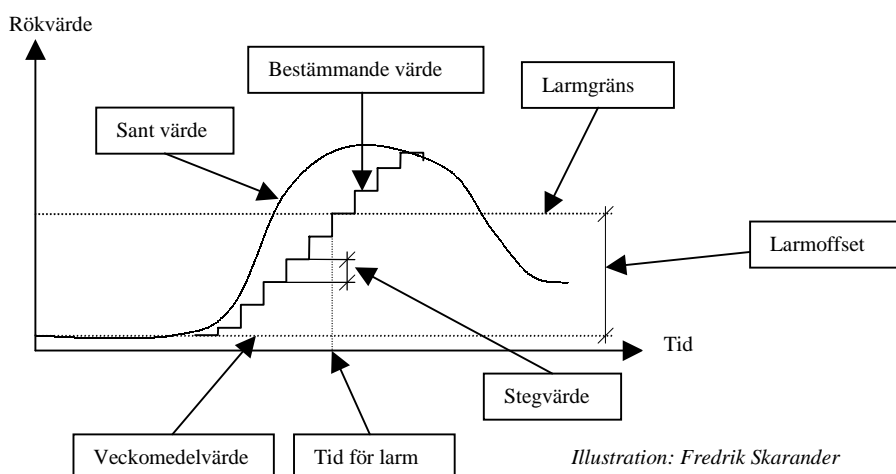 Rökvärde
Bestämmande värde
Larmgräns
Sant värde
Larmoffset
Tid
Stegvärde
Veckomedelvärde
Tid för larm
Illustration: Fredrik Skarander